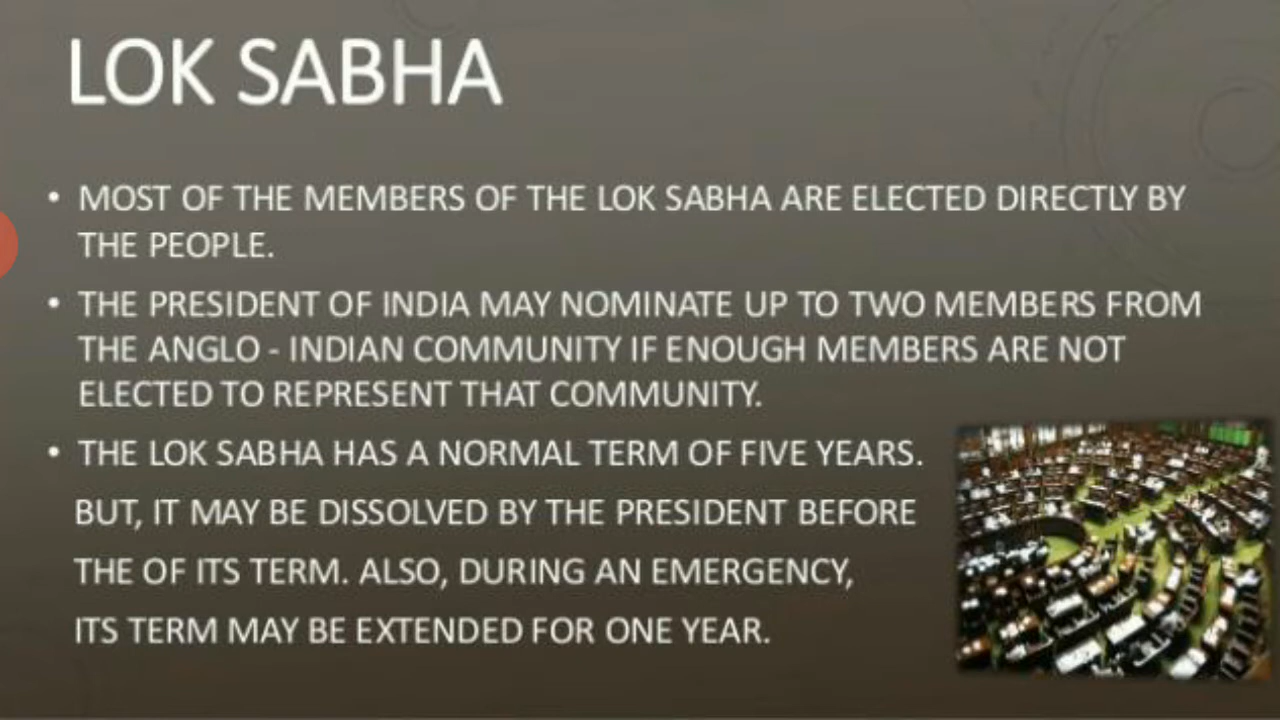 LOK SABHA
• MOST OF THE MEMBERS OF THE LOK SABHA ARE ELECTED DIRECTLY BY
THE PEOPLE.
• THE PRESIDENT OF INDIA MAY NOMINATE UP TO TWO MEMBERS FROM
THE ANGLO - INDIAN COMMUNITY IF ENOUGH MEMBERS ARE NOT
ELECTED TO REPRESENT THAT COMMUNITY.
• THE LOK SABHA HAS A NORMAL TERM OF FIVE YEARS.
BUT, IT MAY BE DISSOLVED BY THE PRESIDENT BEFORE
THE OF ITS TERM. ALSO, DURING AN EMERGENCY,
ITS TERM MAY BE EXTENDED FOR ONE YEAR.